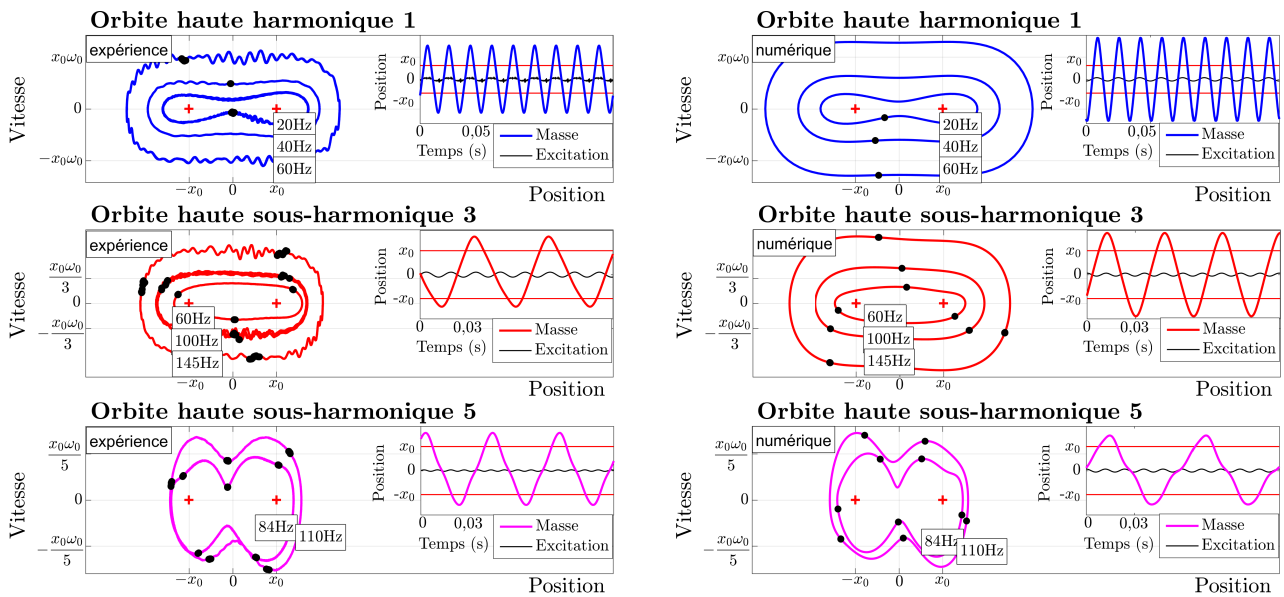 Orbite haute harmonique 1
expérience
Vitesse
x₀ω₀
0
−x₀ω₀
20Hz
40Hz
60Hz
−x₀ 0 x₀
Position
Position
x₀
0
-x₀
0 0,05
Temps (s)
Masse
Excitation
Orbite haute harmonique 1
numérique
Vitesse
x₀ω₀
0
−x₀ω₀
20Hz
40Hz
60Hz
−x₀ 0 x₀
Position
Position
x₀
0
-x₀
0 0,05
Temps (s)
Masse
Excitation
Orbite haute sous-harmonique 3
expérience
Vitesse
x₀ω₀
3
0
−x₀ω₀
3
60Hz
100Hz
145Hz
−x₀ 0 x₀
Position
Position
x₀
0
-x₀
0 0,03
Temps (s)
Masse
Excitation
Orbite haute sous-harmonique 3
numérique
Vitesse
x₀ω₀
3
0
−x₀ω₀
3
60Hz
100Hz
145Hz
−x₀ 0 x₀
Position
Position
x₀
0
-x₀
0 0,03
Temps (s)
Masse
Excitation
Orbite haute sous-harmonique 5
expérience
Vitesse
x₀ω₀
5
0
−x₀ω₀
5
84Hz
110Hz
−x₀ 0 x₀
Position
Position
x₀
0
-x₀
0 0,03
Temps (s)
Masse
Excitation
Orbite haute sous-harmonique 5
numérique
Vitesse
x₀ω₀
5
0
−x₀ω₀
5
84Hz
110Hz
−x₀ 0 x₀
Position
Position
x₀
0
-x₀
0 0,03
Temps (s)
Masse
Excitation